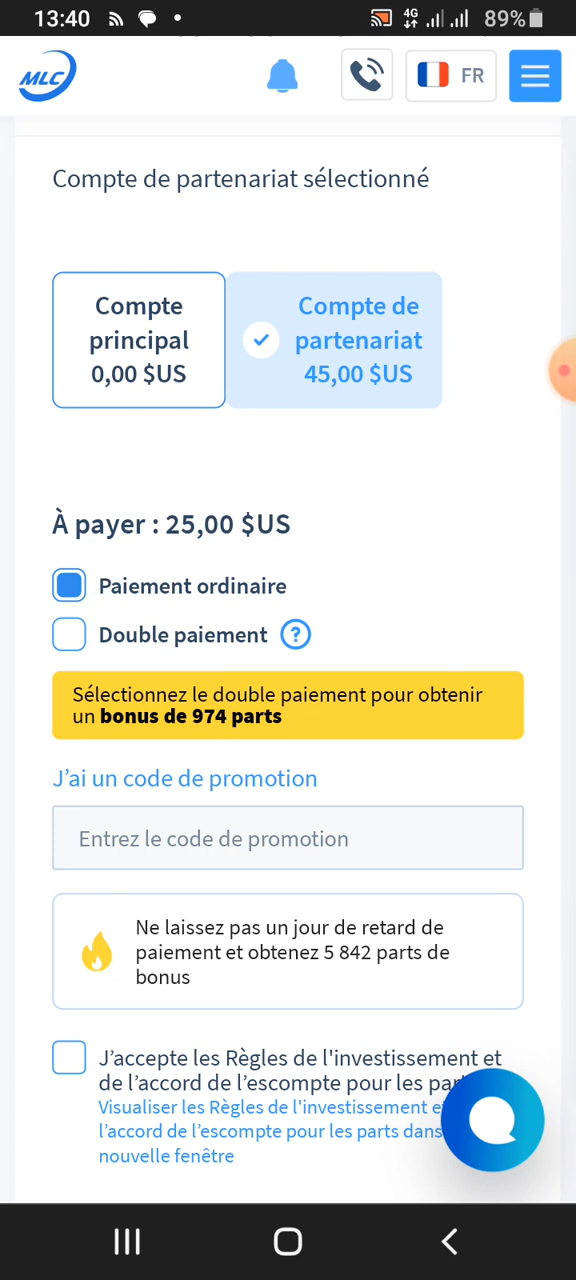 13:40
4G
89%
MLC
FR
Compte de partenariat sélectionné
Compte
principal
0,00 $US
Compte de
partenariat
45,00 $US
À payer : 25,00 $US
Paiement ordinaire
Double paiement ?
Sélectionnez le double paiement pour obtenir
un bonus de 974 parts
J'ai un code de promotion
Entrez le code de promotion
Ne laissez pas un jour de retard de
paiement et obtenez 5 842 parts de
bonus
J'accepte les Règles de l'investissement et
de l'accord de l'escompte pour les
Visualiser les Règles de l'investissement
l'accord de l'escompte pour les parts dans
nouvelle fenêtre